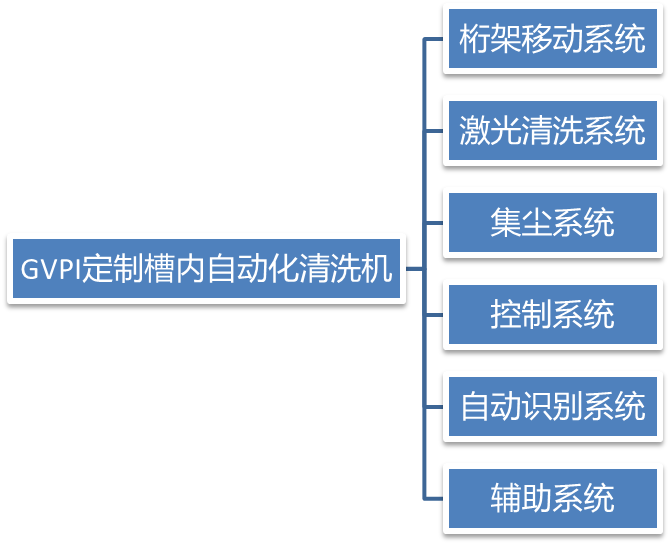 桁架移动系统
激光清洗系统
集尘系统
GVPI定制槽内自动化清洗机
控制系统
自动识别系统
辅助系统